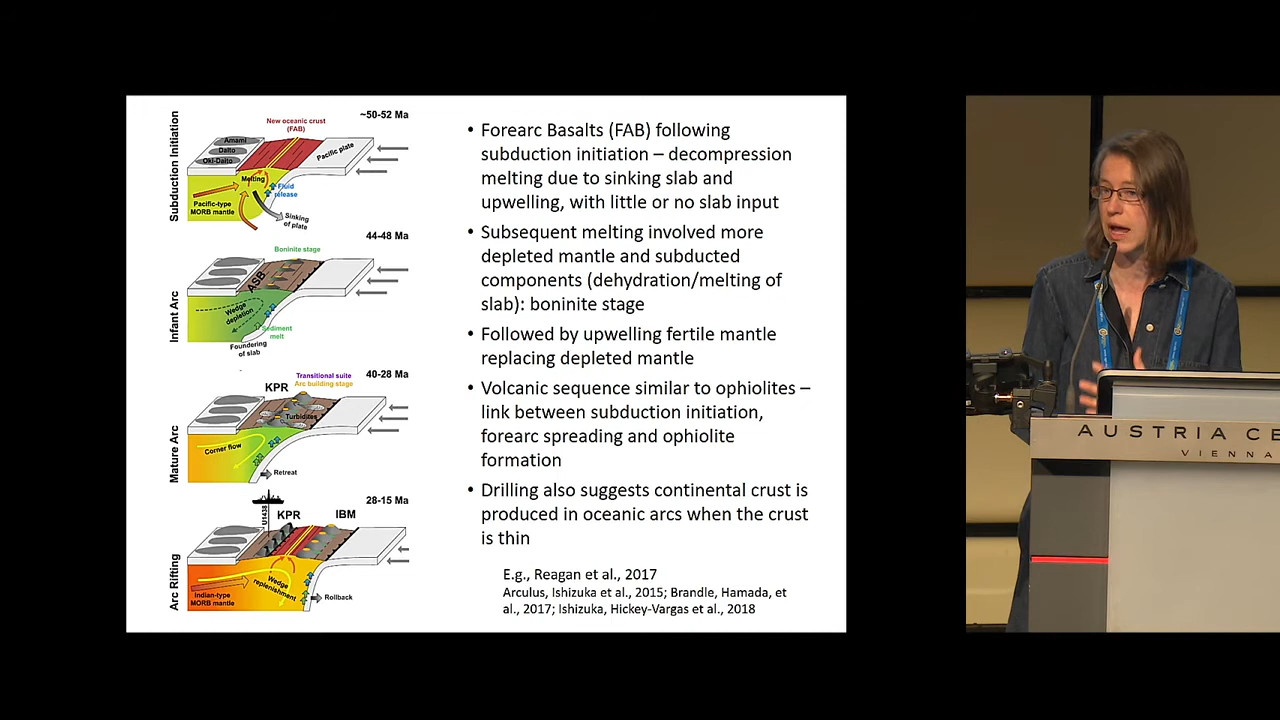 Subduction Initiation
~50-52 Ma
New oceanic crust
(FAB)
Amami
Daito
Oki-Daito
Pacific plate
Melting
Fluid
release
Pacific-type
MORB mantle
Sinking
of plate
Infant Arc
44-48 Ma
Boninite stage
ASB
Wedge
depletion
Sediment
melt
Foundering
of slab
Mature Arc
40-28 Ma
Transitional suite
Arc building stage
KPR
Turbidites
Corner flow
Retreat
Arc Rifting
28-15 Ma
U1438
KPR
IBM
Wedge
replenishment
Indian-type
MORB mantle
Rollback
• Forearc Basalts (FAB) following
subduction initiation – decompression
melting due to sinking slab and
upwelling, with little or no slab input
• Subsequent melting involved more
depleted mantle and subducted
components (dehydration/melting of
slab): boninite stage
• Followed by upwelling fertile mantle
replacing depleted mantle
• Volcanic sequence similar to ophiolites –
link between subduction initiation,
forearc spreading and ophiolite
formation
• Drilling also suggests continental crust is
produced in oceanic arcs when the crust
is thin
E.g., Reagan et al., 2017
Arculus, Ishizuka et al., 2015; Brandle, Hamada, et
al., 2017; Ishizuka, Hickey-Vargas et al., 2018
AUSTRIA CE
VIENNA